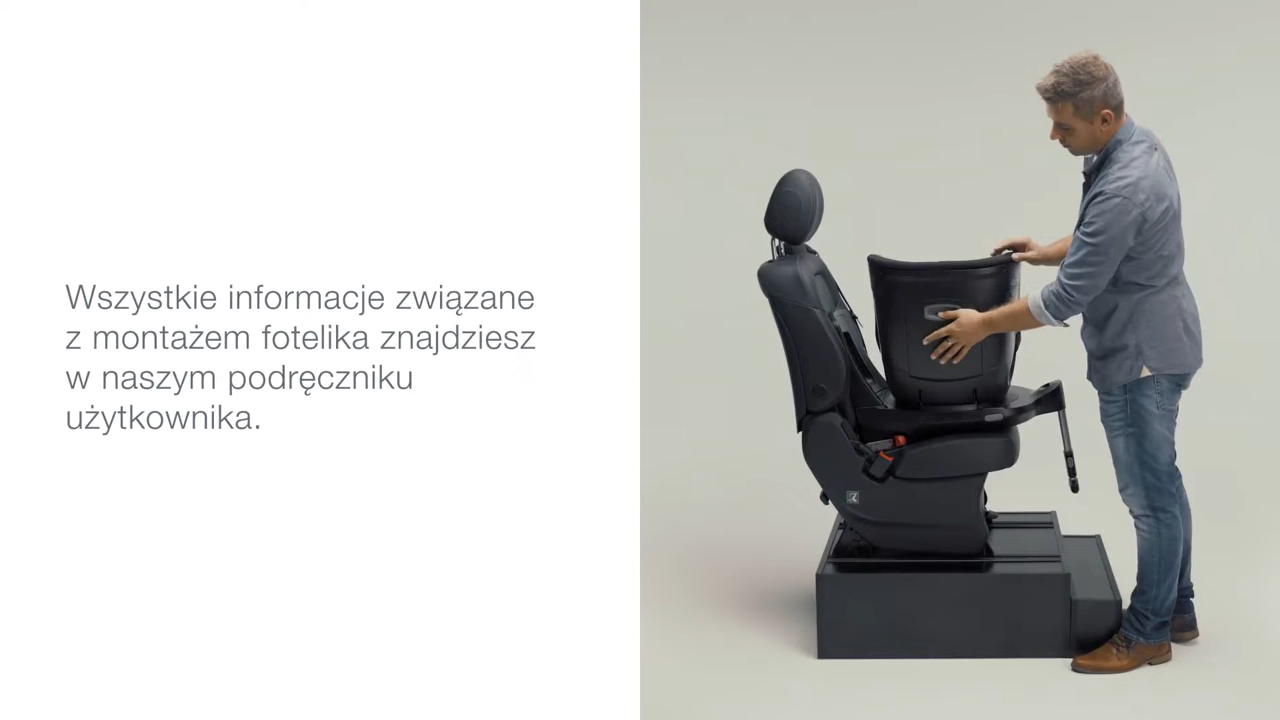 Wszystkie informacje związane
z montażem fotelika znajdziesz
w naszym podręczniku
użytkownika.